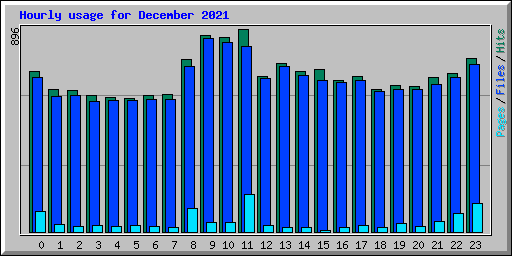 Hourly usage for December 2021
896
Pages/Files/Hits
0 1 2 3 4 5 6 7 8 9 10 11 12 13 14 15 16 17 18 19 20 21 22 23